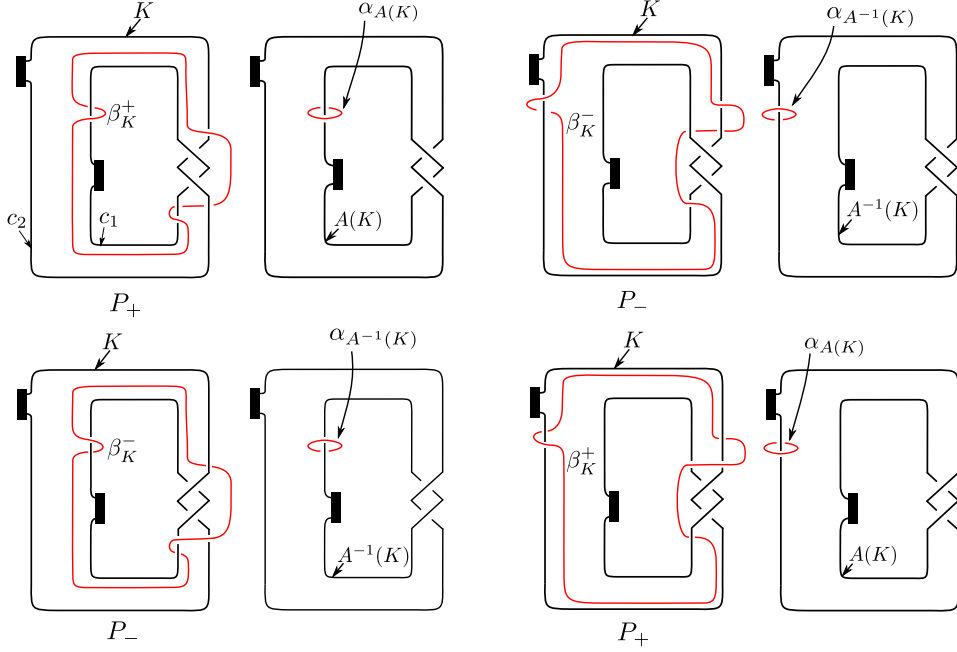 K
α_{A(K)}
K
α_{A^{-1}(K)}
β_K^+
β_K^-
c_2
c_1
A(K)
A^{-1}(K)
P_+
P_-
K
α_{A^{-1}(K)}
K
α_{A(K)}
β_K^-
β_K^+
A^{-1}(K)
A(K)
P_-
P_+